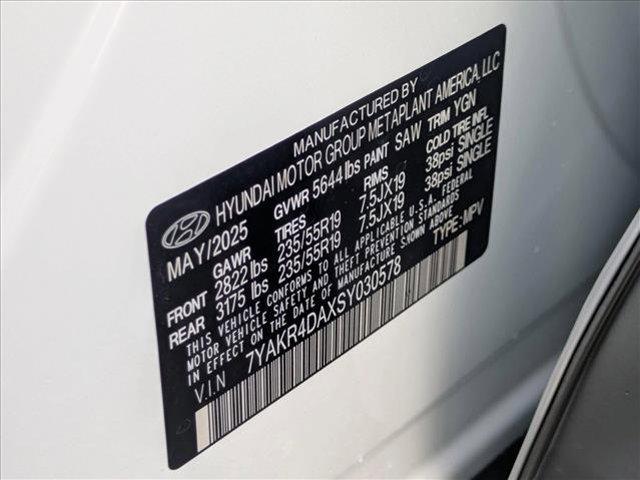 MANUFACTURED BY
HYUNDAI MOTOR GROUP METAPLANT AMERICA, LLC
MAY/2025 GVWR 5644 lbs PAINT SAW TRIM YGN
GAWR TIRES RIMS COLD TIRE INFL
FRONT 2822 lbs 235/55R19 7.5JX19 38psi SINGLE
REAR 3175 lbs 235/55R19 7.5JX19 38psi SINGLE
THIS VEHICLE CONFORMS TO ALL APPLICABLE U.S.A. FEDERAL
MOTOR VEHICLE SAFETY AND THEFT PREVENTION STANDARDS
IN EFFECT ON THE DATE OF MANUFACTURE SHOWN ABOVE.
V.I.N 7YAKR4DAXSY030578 TYPE:MPV